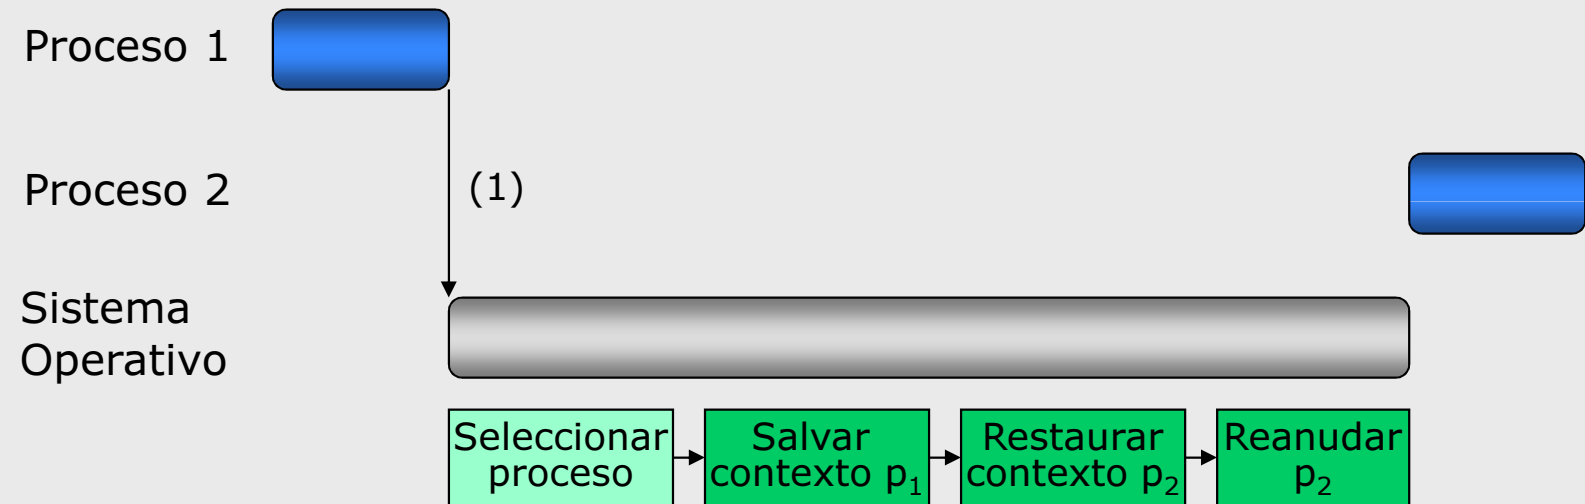 Proceso 1
Proceso 2
(1)
Sistema
Operativo
Seleccionar
proceso
Salvar
contexto p₁
Restaurar
contexto p₂
Reanudar
p₂